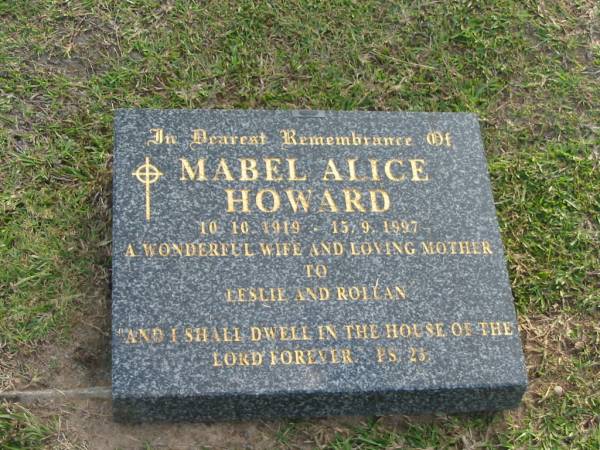 In Dearest Remembrance Of
MABEL ALICE
HOWARD
10.10.1919 - 15.9.1997
A WONDERFUL WIFE AND LOVING MOTHER
TO
LESLIE AND ROLLAN
"AND I SHALL DWELL IN THE HOUSE OF THE
LORD FOREVER. PS 23.